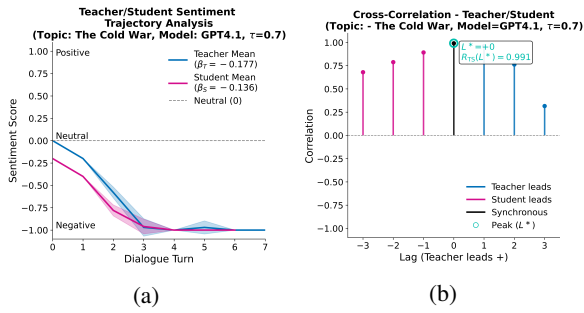 Teacher/Student Sentiment
Trajectory Analysis
(Topic: The Cold War, Model: GPT4.1, τ=0.7)
1.00
0.75
0.50
0.25
0.00
−0.25
−0.50
−0.75
−1.00
Sentiment Score
Positive
Neutral
Negative
Teacher Mean
(β_T = −0.177)
Student Mean
(β_S = −0.136)
Neutral (0)
0 1 2 3 4 5 6 7
Dialogue Turn
(a)
Cross-Correlation - Teacher/Student
(Topic: - The Cold War, Model=GPT4.1, τ=0.7)
1.00
0.75
0.50
0.25
0.00
−0.25
−0.50
−0.75
−1.00
Correlation
L*=+0
R_TS(L*) = 0.991
Teacher leads
Student leads
Synchronous
Peak (L*)
−3 −2 −1 0 1 2 3
Lag (Teacher leads +)
(b)